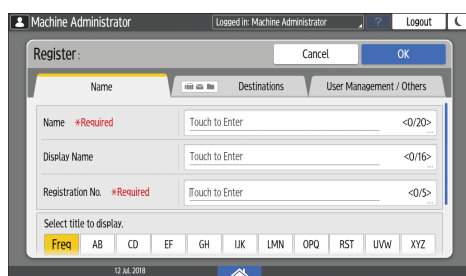 Machine Administrator Logged in: Machine Administrator ? Logout
Register : Cancel OK
Name Destinations User Management / Others
Name *Required Touch to Enter <0/20>
Display Name Touch to Enter <0/16>
Registration No. *Required Touch to Enter <0/5>
Select title to display.
Freq AB CD EF GH IJK LMN OPQ RST UVW XYZ
12 Jul. 2018